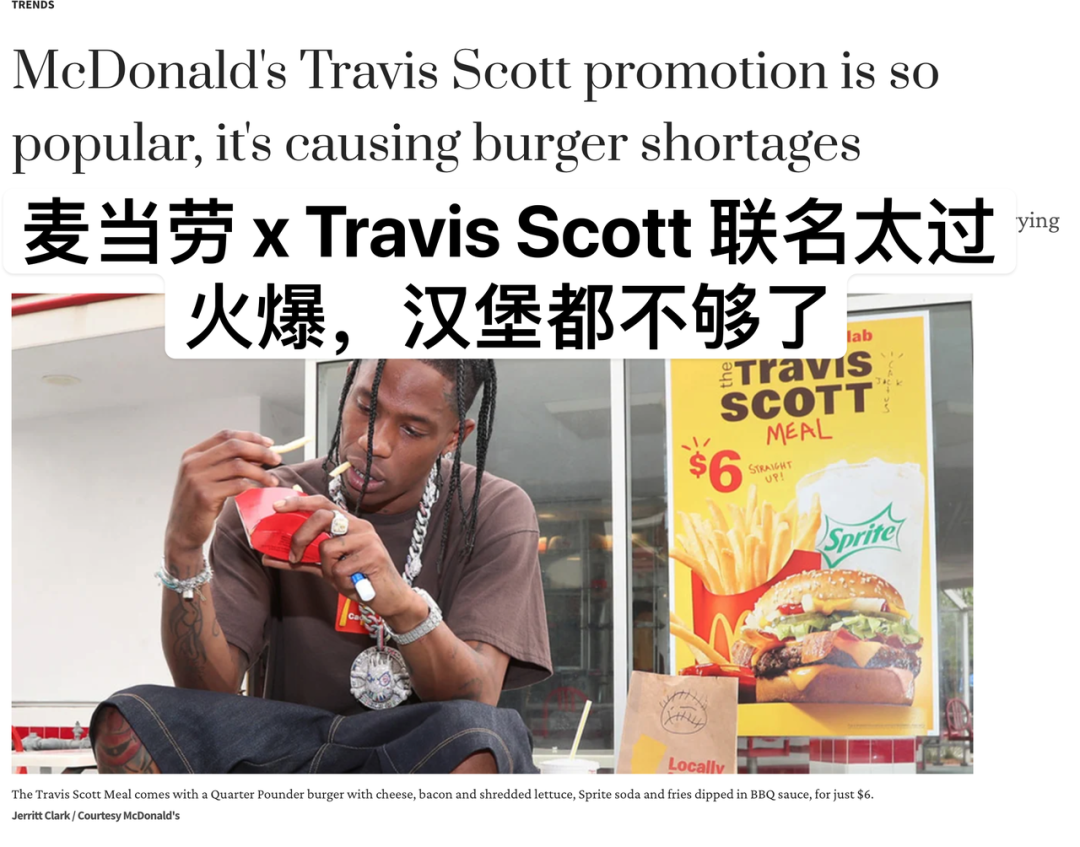 TRENDS
McDonald's Travis Scott promotion is so
popular, it's causing burger shortages
ying
麦当劳 x Travis Scott 联名太过
火爆，汉堡都不够了
lab
the Travis
SCOTT
MEAL
$6 STRAIGHT
UP!
Sprite
Locally
The Travis Scott Meal comes with a Quarter Pounder burger with cheese, bacon and shredded lettuce, Sprite soda and fries dipped in BBQ sauce, for just $6.
Jerritt Clark / Courtesy McDonald's